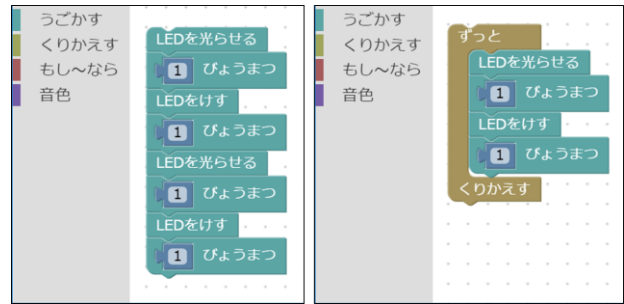 うごかす
くりかえす
もし～なら
音色
LEDを光らせる
1 びょうまつ
LEDをけす
1 びょうまつ
LEDを光らせる
1 びょうまつ
LEDをけす
1 びょうまつ
うごかす
くりかえす
もし～なら
音色
ずっと
LEDを光らせる
1 びょうまつ
LEDをけす
1 びょうまつ
くりかえす